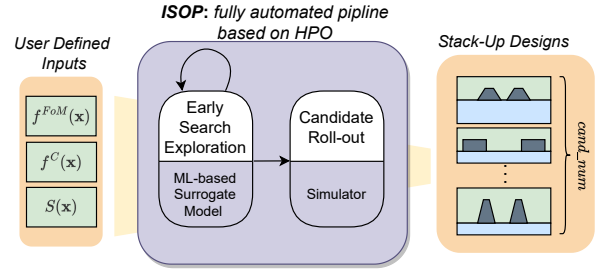 ISOP: fully automated pipline
based on HPO
User Defined
Inputs
f^{FoM}(x)
f^{C}(x)
S(x)
Early
Search
Exploration
ML-based
Surrogate
Model
Candidate
Roll-out
Simulator
Stack-Up Designs
cand_num